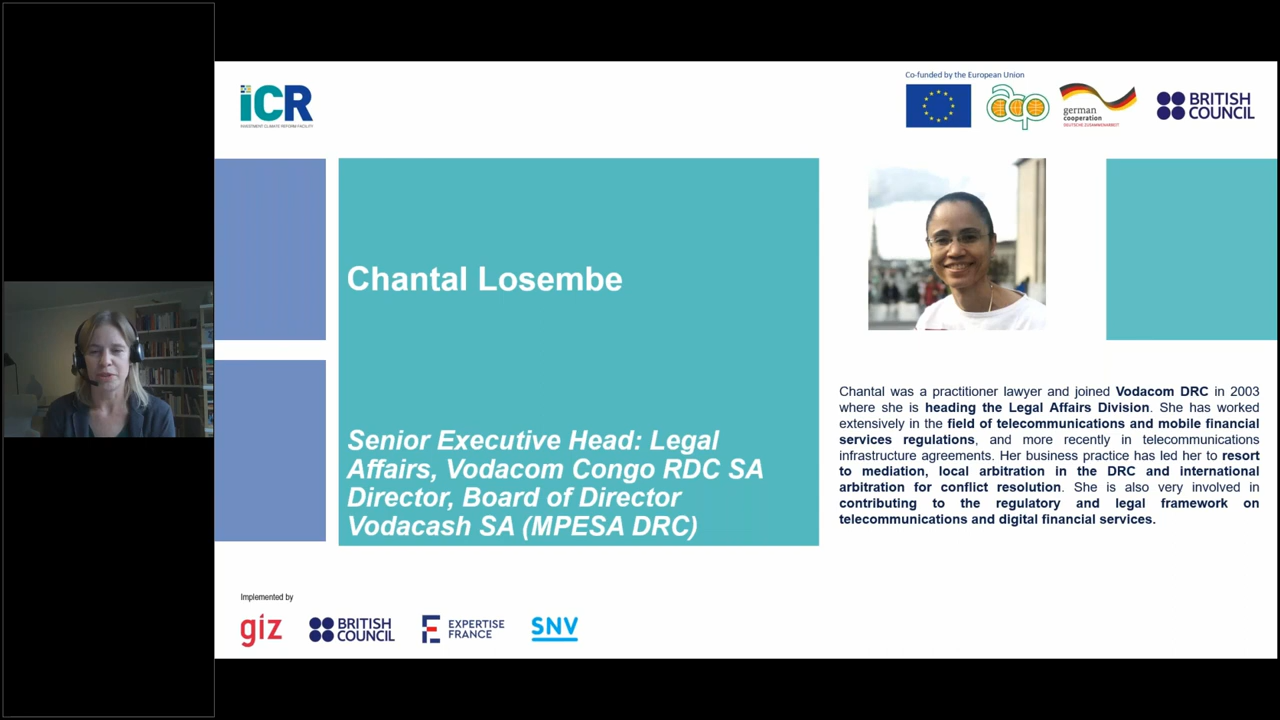 iCR
INVESTMENT CLIMATE REFORM FACILITY
Co-funded by the European Union
acp
german
cooperation
DEUTSCHE ZUSAMMENARBEIT
BRITISH
COUNCIL
Chantal Losembe
Senior Executive Head: Legal
Affairs, Vodacom Congo RDC SA
Director, Board of Director
Vodacash SA (MPESA DRC)
Chantal was a practitioner lawyer and joined Vodacom DRC in 2003
where she is heading the Legal Affairs Division. She has worked
extensively in the field of telecommunications and mobile financial
services regulations, and more recently in telecommunications
infrastructure agreements. Her business practice has led her to resort
to mediation, local arbitration in the DRC and international
arbitration for conflict resolution. She is also very involved in
contributing to the regulatory and legal framework on
telecommunications and digital financial services.
Implemented by
giz
BRITISH
COUNCIL
EXPERTISE
FRANCE
SNV